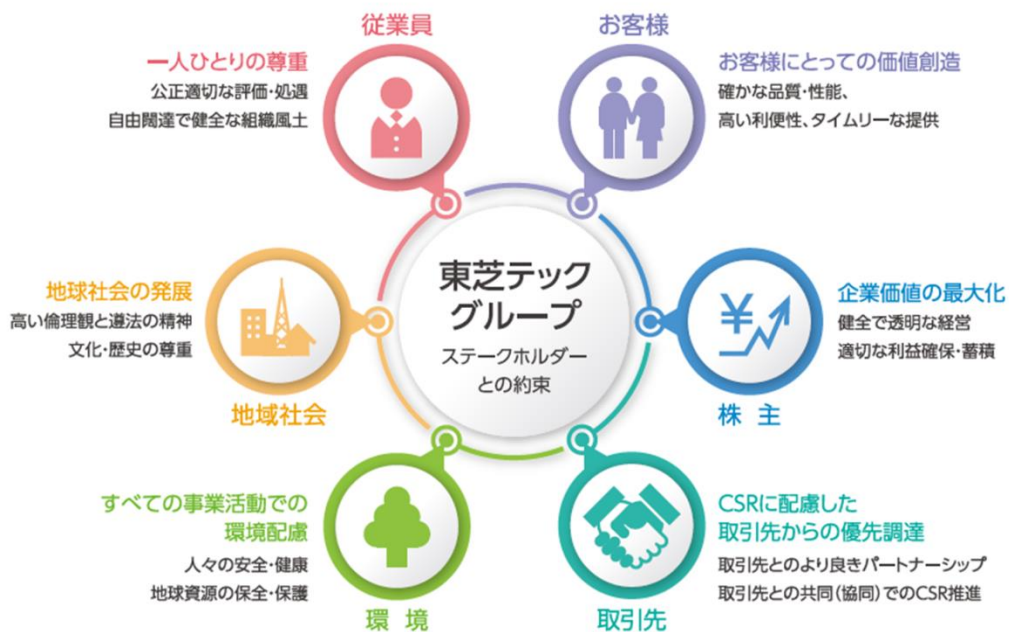 東芝テック
グループ
ステークホルダー
との約束
従業員
一人ひとりの尊重
公正適切な評価・処遇
自由闊達で健全な組織風土
お客様
お客様にとっての価値創造
確かな品質・性能、
高い利便性、タイムリーな提供
地球社会の発展
高い倫理観と遵法の精神
文化・歴史の尊重
地域社会
¥
企業価値の最大化
健全で透明な経営
適切な利益確保・蓄積
株 主
すべての事業活動での
環境配慮
人々の安全・健康
地球資源の保全・保護
環 境
CSRに配慮した
取引先からの優先調達
取引先とのより良きパートナーシップ
取引先との共同(協同)でのCSR推進
取引先